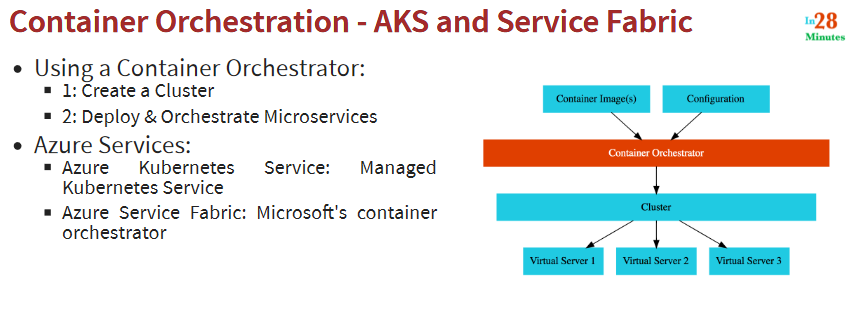 Container Orchestration - AKS and Service Fabric
In28
Minutes
• Using a Container Orchestrator:
▪ 1: Create a Cluster
▪ 2: Deploy & Orchestrate Microservices
• Azure Services:
▪ Azure Kubernetes Service: Managed
Kubernetes Service
▪ Azure Service Fabric: Microsoft's container
orchestrator
Container Image(s)
Configuration
Container Orchestrator
Cluster
Virtual Server 1
Virtual Server 2
Virtual Server 3